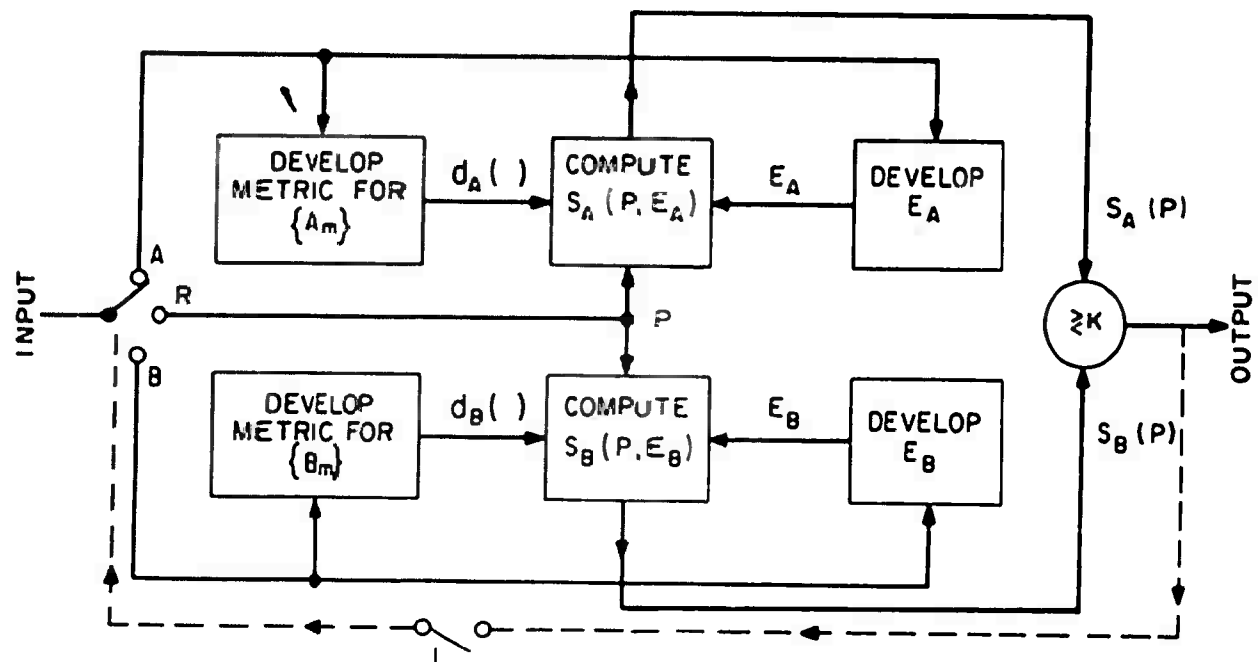 DEVELOP
METRIC FOR
{Am}
dA( )
COMPUTE
SA(P, EA)
EA
DEVELOP
EA
SA(P)
INPUT
A
R
B
P
≷K
OUTPUT
DEVELOP
METRIC FOR
{Bm}
dB( )
COMPUTE
SB(P, EB)
EB
DEVELOP
EB
SB(P)